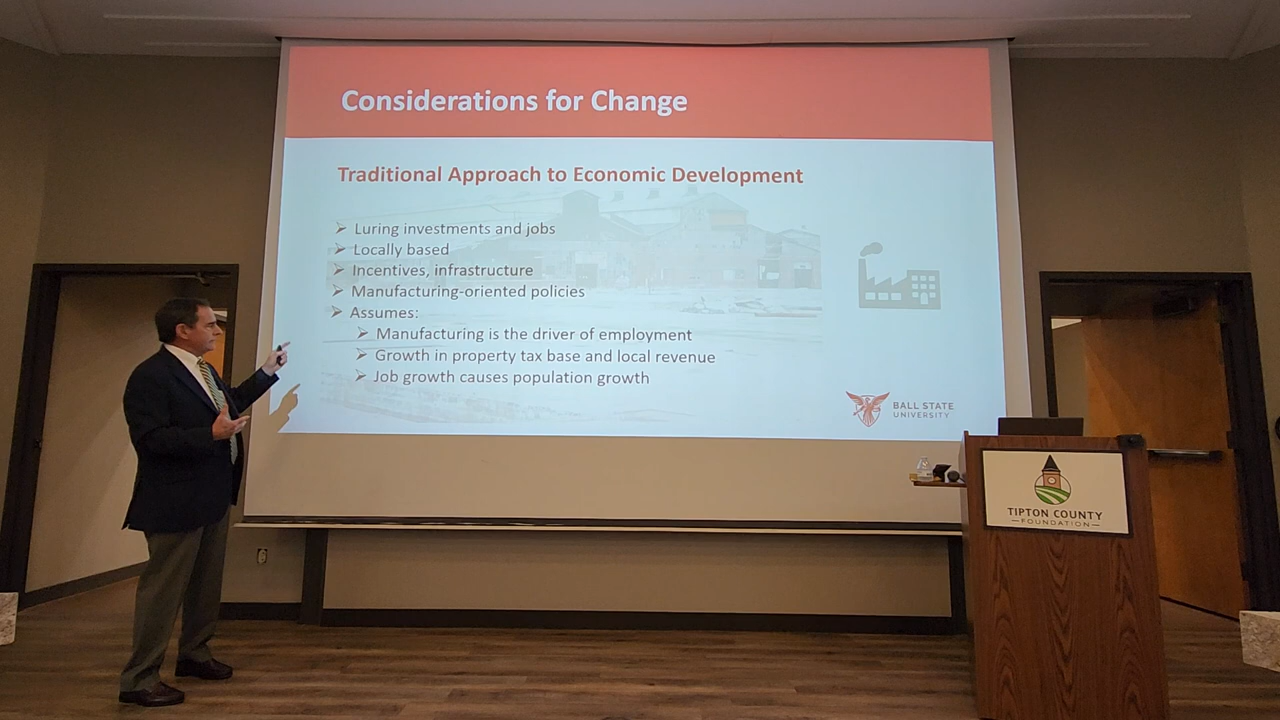 Considerations for Change
Traditional Approach to Economic Development
➢ Luring investments and jobs
➢ Locally based
➢ Incentives, infrastructure
➢ Manufacturing-oriented policies
➢ Assumes:
➢ Manufacturing is the driver of employment
➢ Growth in property tax base and local revenue
➢ Job growth causes population growth
BALL STATE
UNIVERSITY
TIPTON COUNTY
FOUNDATION